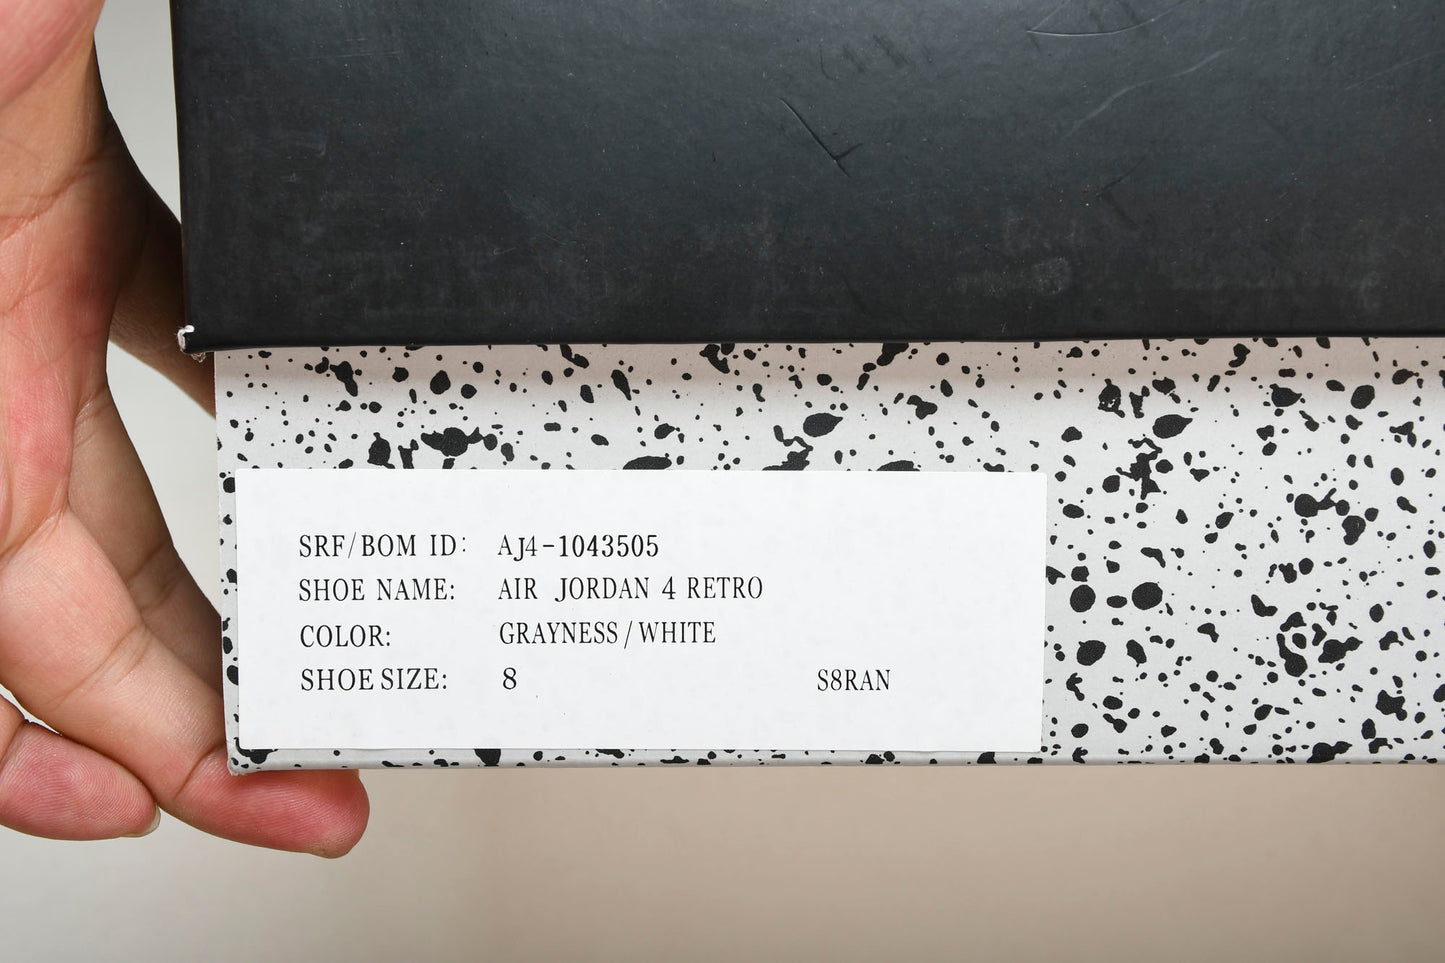 SRF/BOM ID: AJ4-1043505
SHOE NAME: AIR JORDAN 4 RETRO
COLOR: GRAYNESS/WHITE
SHOE SIZE: 8 S8RAN